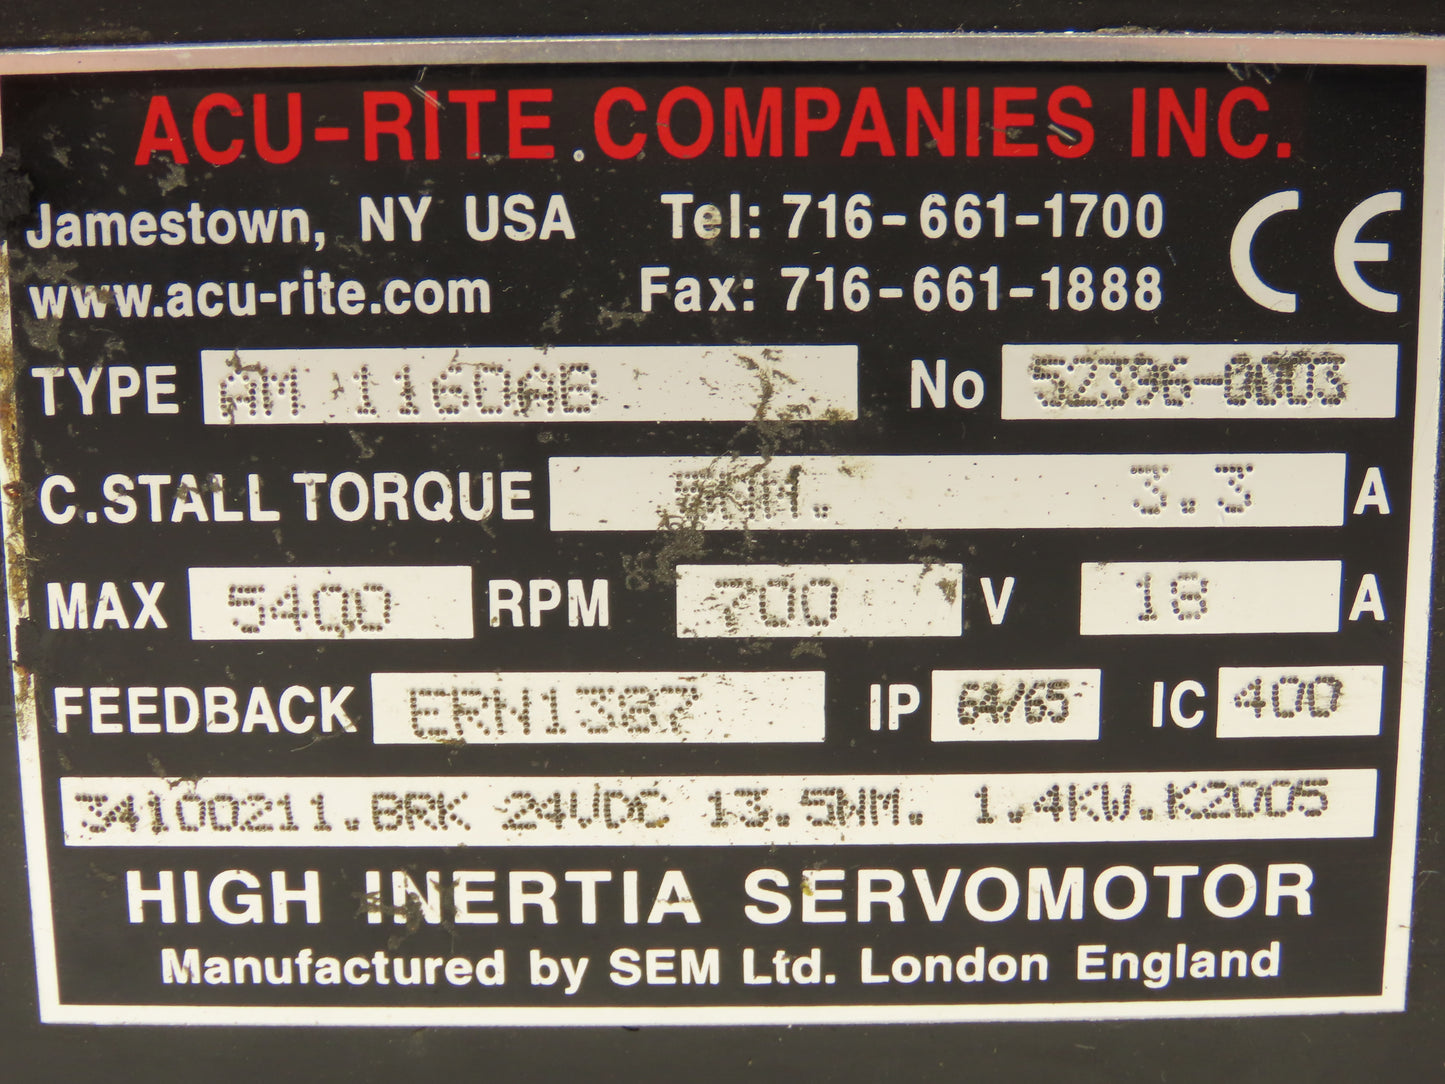 ACU-RITE COMPANIES INC.
Jamestown, NY USA Tel: 716-661-1700
www.acu-rite.com Fax: 716-661-1888
CE
TYPE AM 1160AB No 52396-0003
C.STALL TORQUE 3.3 A
MAX 5400 RPM 700 V 18 A
FEEDBACK ERN1387 IP 64/65 IC 400
34100211.BRK 24VDC 13.5WM. 1.4KW.K2005
HIGH INERTIA SERVOMOTOR
Manufactured by SEM Ltd. London England